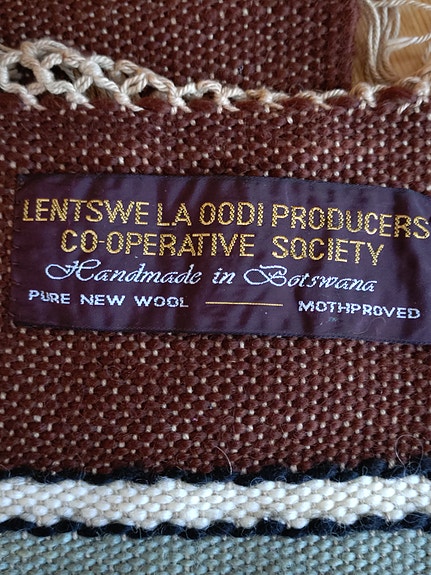 LENTSWE LA OODI PRODUCERS
CO-OPERATIVE SOCIETY
Handmade in Botswana
PURE NEW WOOL ——— MOTHPROVED